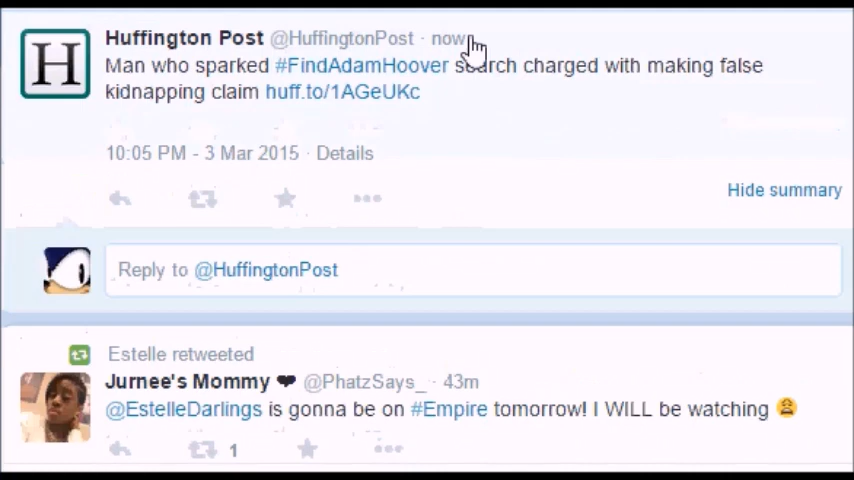 H
Huffington Post @HuffingtonPost · now
Man who sparked #FindAdamHoover search charged with making false
kidnapping claim huff.to/1AGeUKc
10:05 PM - 3 Mar 2015 · Details
Hide summary
Reply to @HuffingtonPost
Estelle retweeted
Jurnee's Mommy ❤ @PhatzSays_ · 43m
@EstelleDarlings is gonna be on #Empire tomorrow! I WILL be watching 😩
1